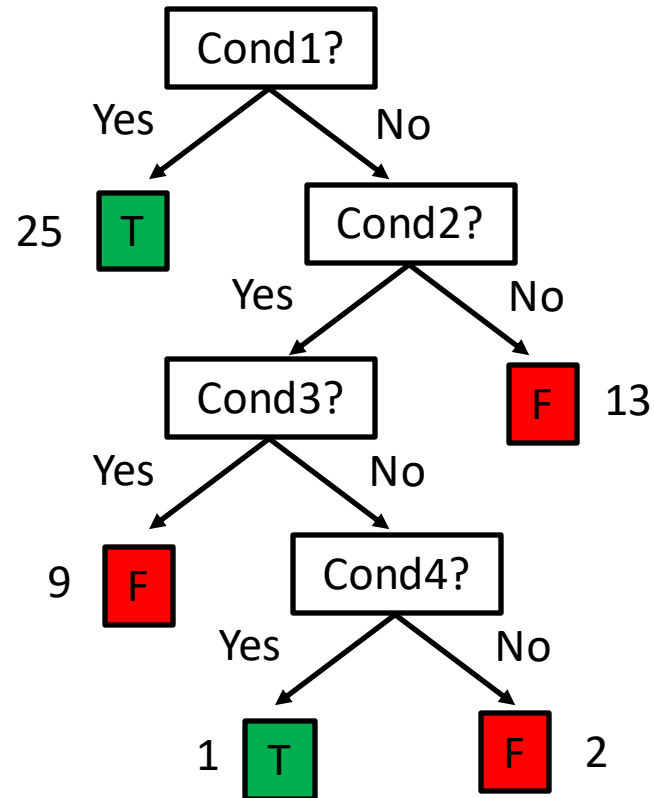 Cond1?
Yes
No
25
T
Cond2?
Yes
No
Cond3?
F
13
Yes
No
9
F
Cond4?
Yes
No
1
T
F
2